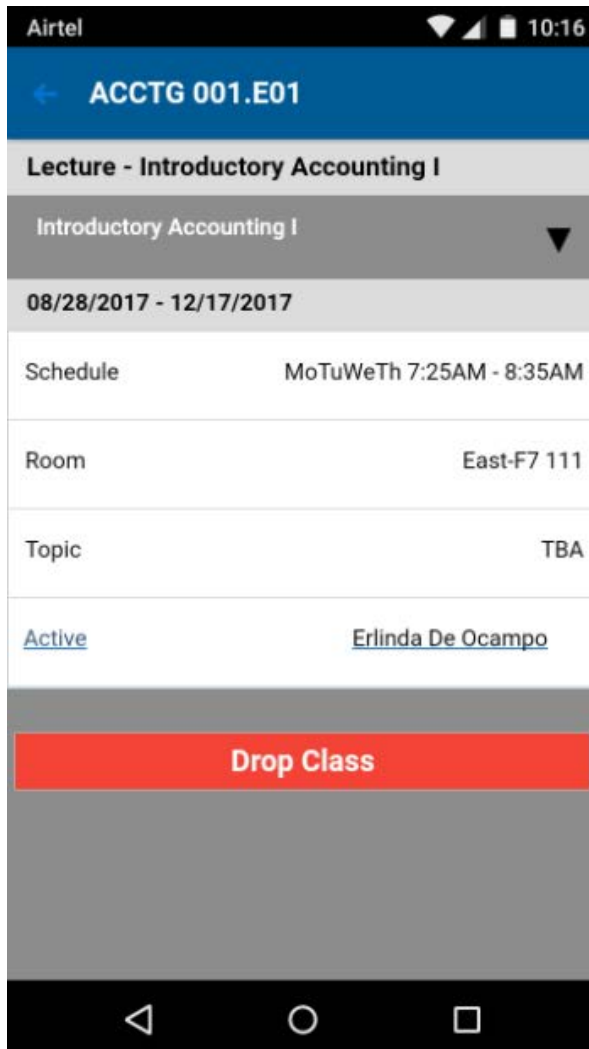 Airtel 10:16
ACCTG 001.E01
Lecture - Introductory Accounting I
Introductory Accounting I
08/28/2017 - 12/17/2017
Schedule MoTuWeTh 7:25AM - 8:35AM
Room East-F7 111
Topic TBA
Active Erlinda De Ocampo
Drop Class